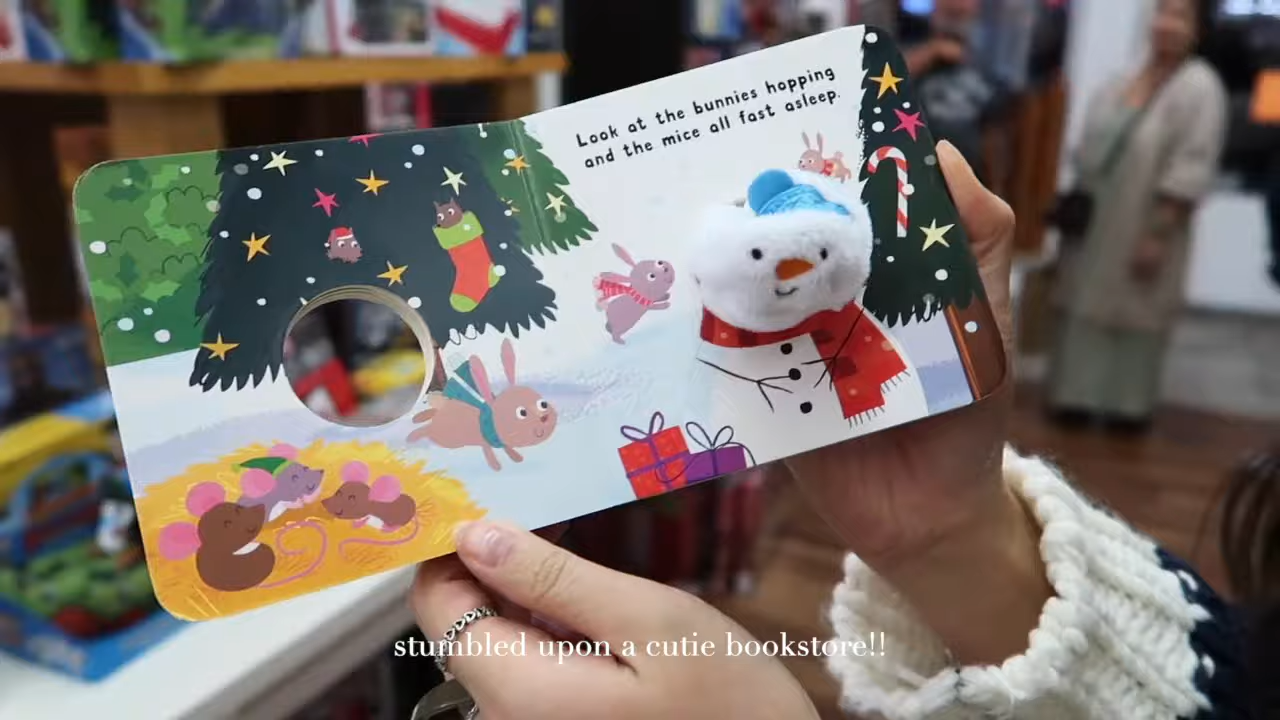 Look at the bunnies hopping
and the mice all fast asleep.
stumbled upon a cutie bookstore!!